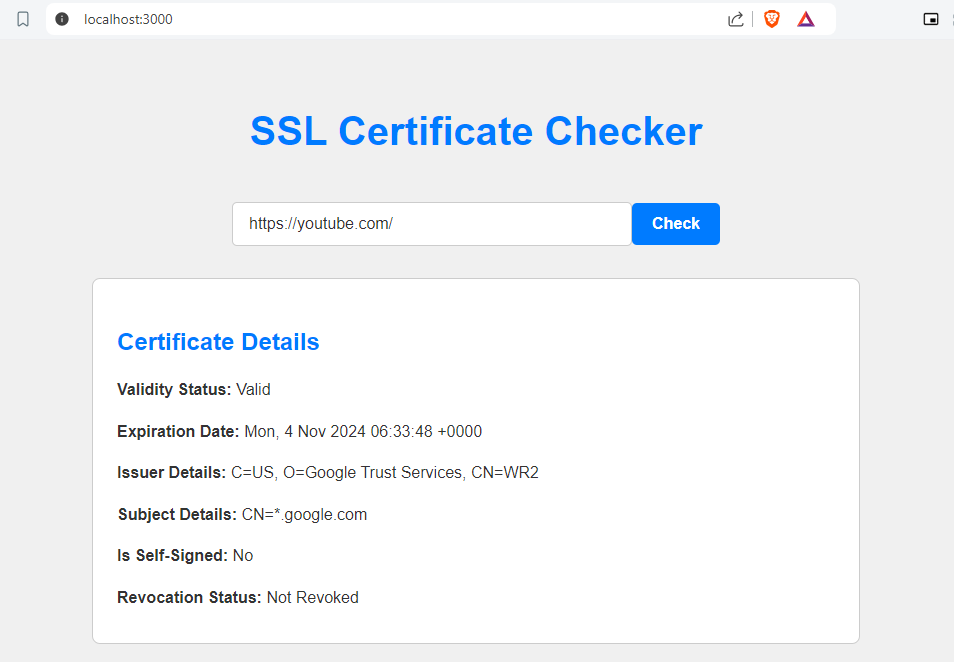 localhost:3000
SSL Certificate Checker
https://youtube.com/
Check
Certificate Details
Validity Status: Valid
Expiration Date: Mon, 4 Nov 2024 06:33:48 +0000
Issuer Details: C=US, O=Google Trust Services, CN=WR2
Subject Details: CN=*.google.com
Is Self-Signed: No
Revocation Status: Not Revoked